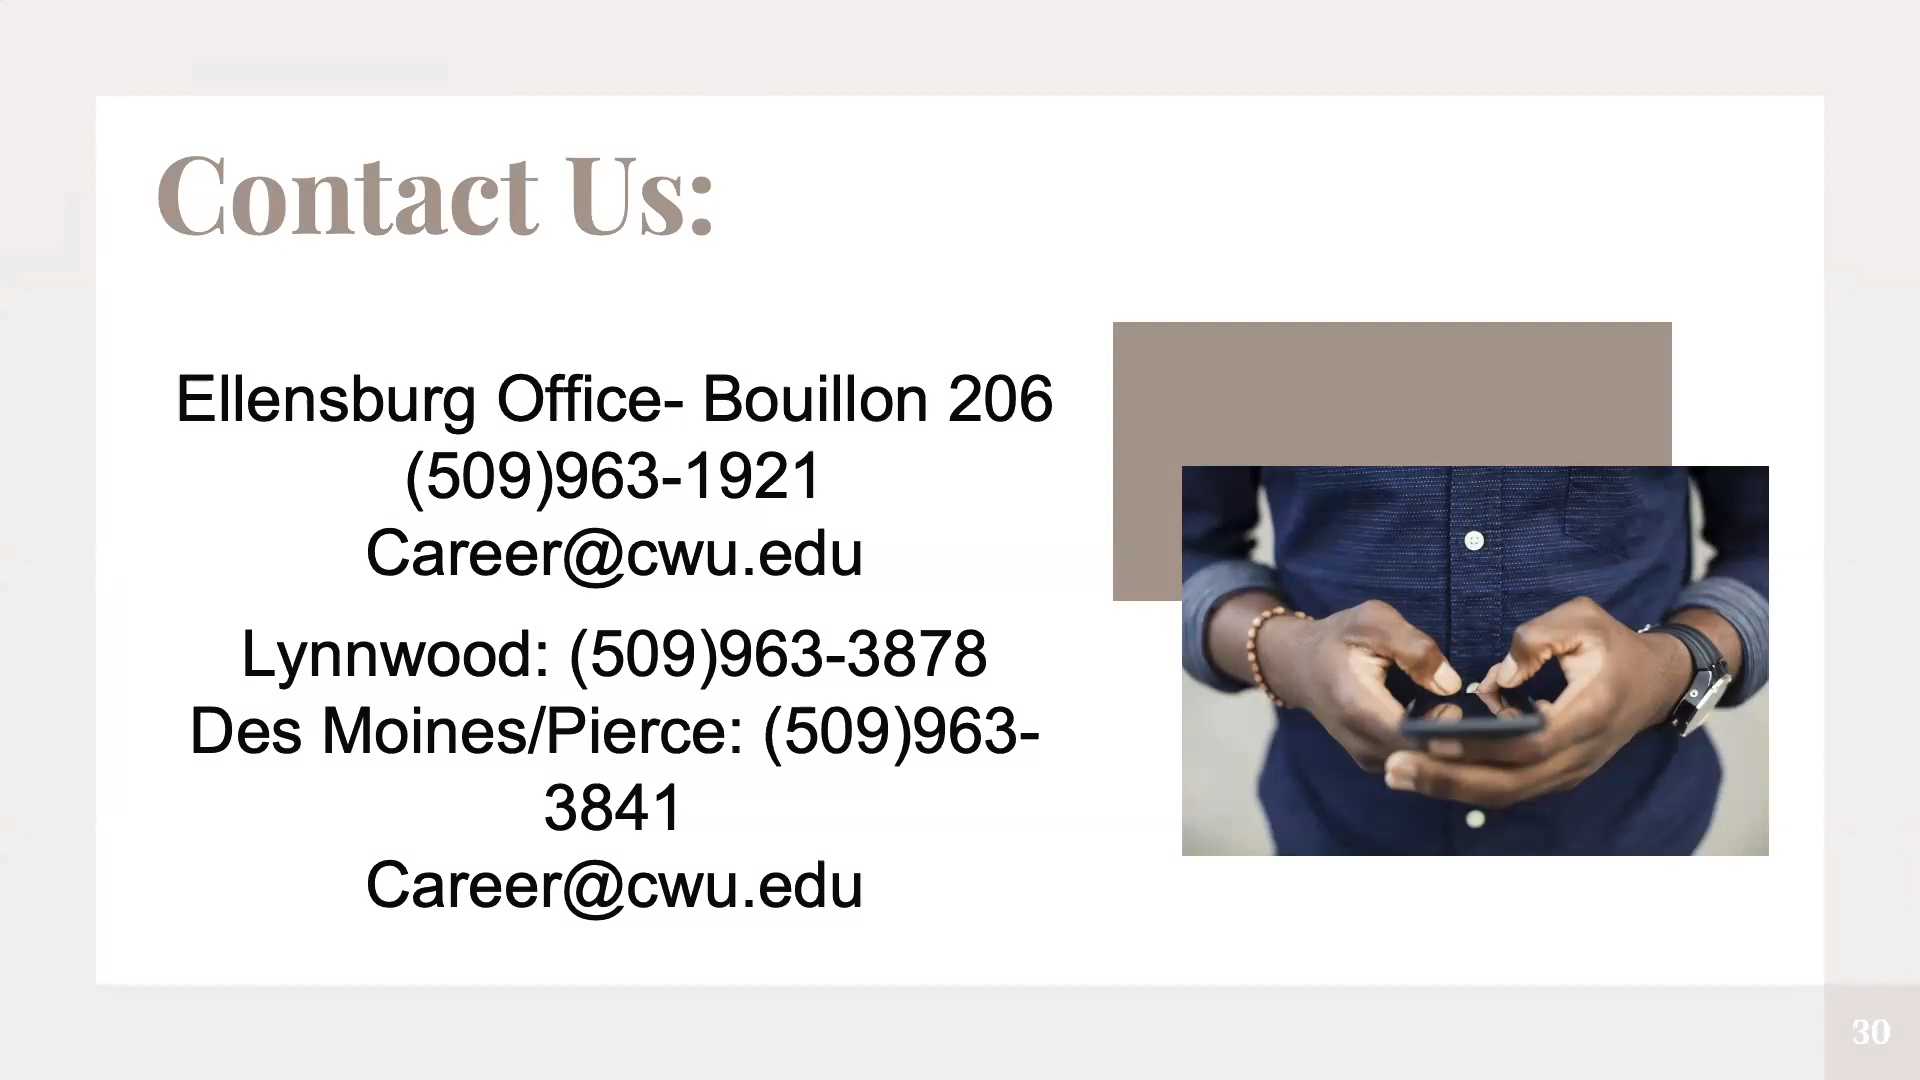 Contact Us:
Ellensburg Office- Bouillon 206
(509)963-1921
Career@cwu.edu
Lynnwood: (509)963-3878
Des Moines/Pierce: (509)963-
3841
Career@cwu.edu
30